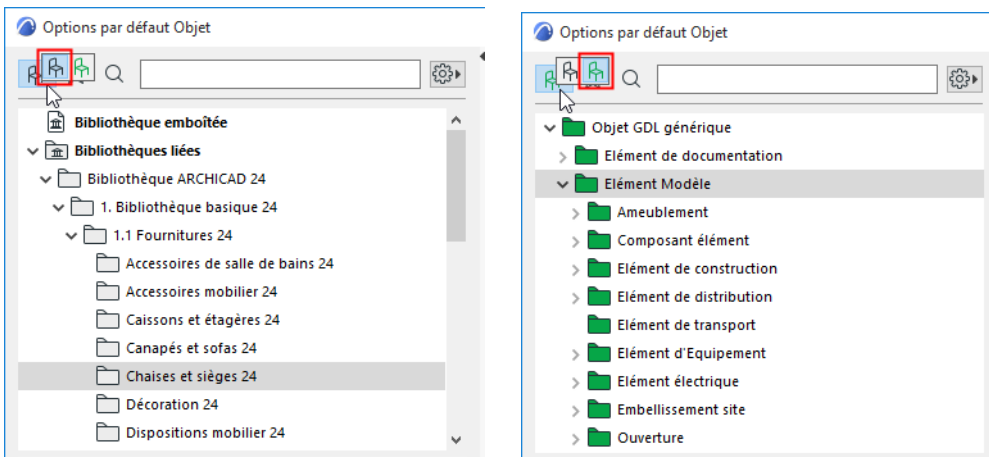 Options par défaut Objet
Bibliothèque emboîtée
Bibliothèques liées
Bibliothèque ARCHICAD 24
1. Bibliothèque basique 24
1.1 Fournitures 24
Accessoires de salle de bains 24
Accessoires mobilier 24
Caissons et étagères 24
Canapés et sofas 24
Chaises et sièges 24
Décoration 24
Dispositions mobilier 24
Options par défaut Objet
Objet GDL générique
Elément de documentation
Elément Modèle
Ameublement
Composant élément
Elément de construction
Elément de distribution
Elément de transport
Elément d'Equipement
Elément électrique
Embellissement site
Ouverture